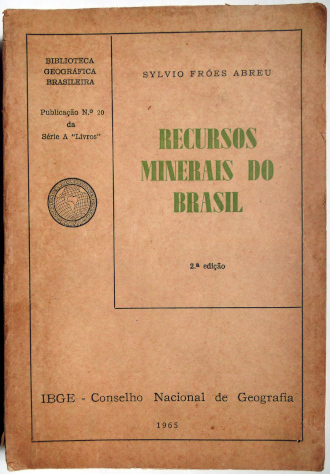 BIBLIOTECA
GEOGRÁFICA
BRASILEIRA
Publicação N.º 20
da
Série A "Livros"
SYLVIO FRÓES ABREU
RECURSOS
MINERAIS DO
BRASIL
2.ª edição
IBGE - Conselho Nacional de Geografia
1965